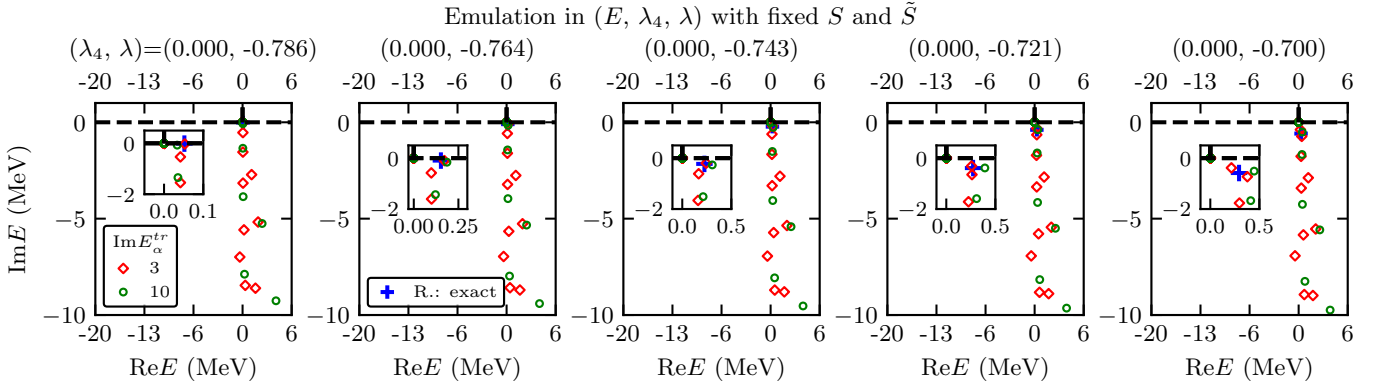 Emulation in (E, λ₄, λ) with fixed S and S̃
(λ₄, λ)=(0.000, -0.786) (0.000, -0.764) (0.000, -0.743) (0.000, -0.721) (0.000, -0.700)
-20 -13 -6 0 6 -20 -13 -6 0 6 -20 -13 -6 0 6 -20 -13 -6 0 6 -20 -13 -6 0 6
ImE (MeV)
0 0 0 0 0
0 0 0 0 0
−2 −2 −2 −2 −2
0.0 0.1 0.00 0.25 0.0 0.5 0.0 0.5 0.0 0.5
−5 −5 −5 −5 −5
ImE_α^{tr}
3
10
R.: exact
−10 −10 −10 −10 −10
-20 -13 -6 0 6 -20 -13 -6 0 6 -20 -13 -6 0 6 -20 -13 -6 0 6 -20 -13 -6 0 6
ReE (MeV) ReE (MeV) ReE (MeV) ReE (MeV) ReE (MeV)